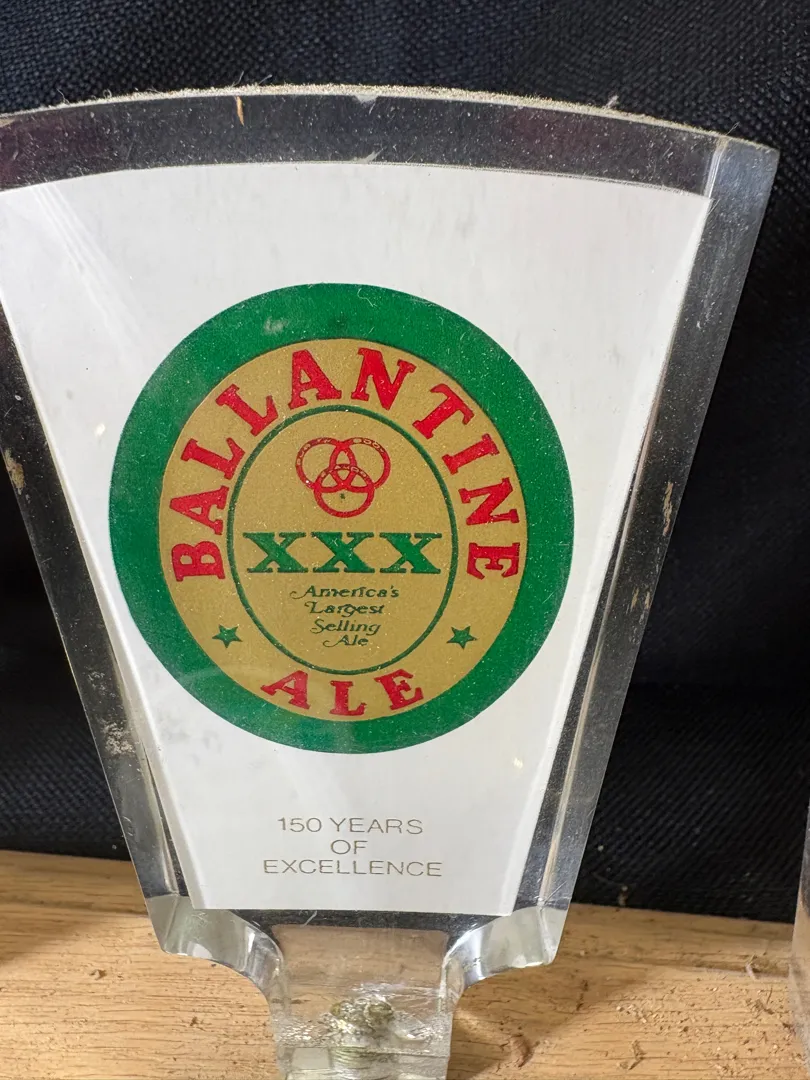 BALLANTINE
XXX
America's
Largest
Selling
Ale
ALE
150 YEARS
OF
EXCELLENCE